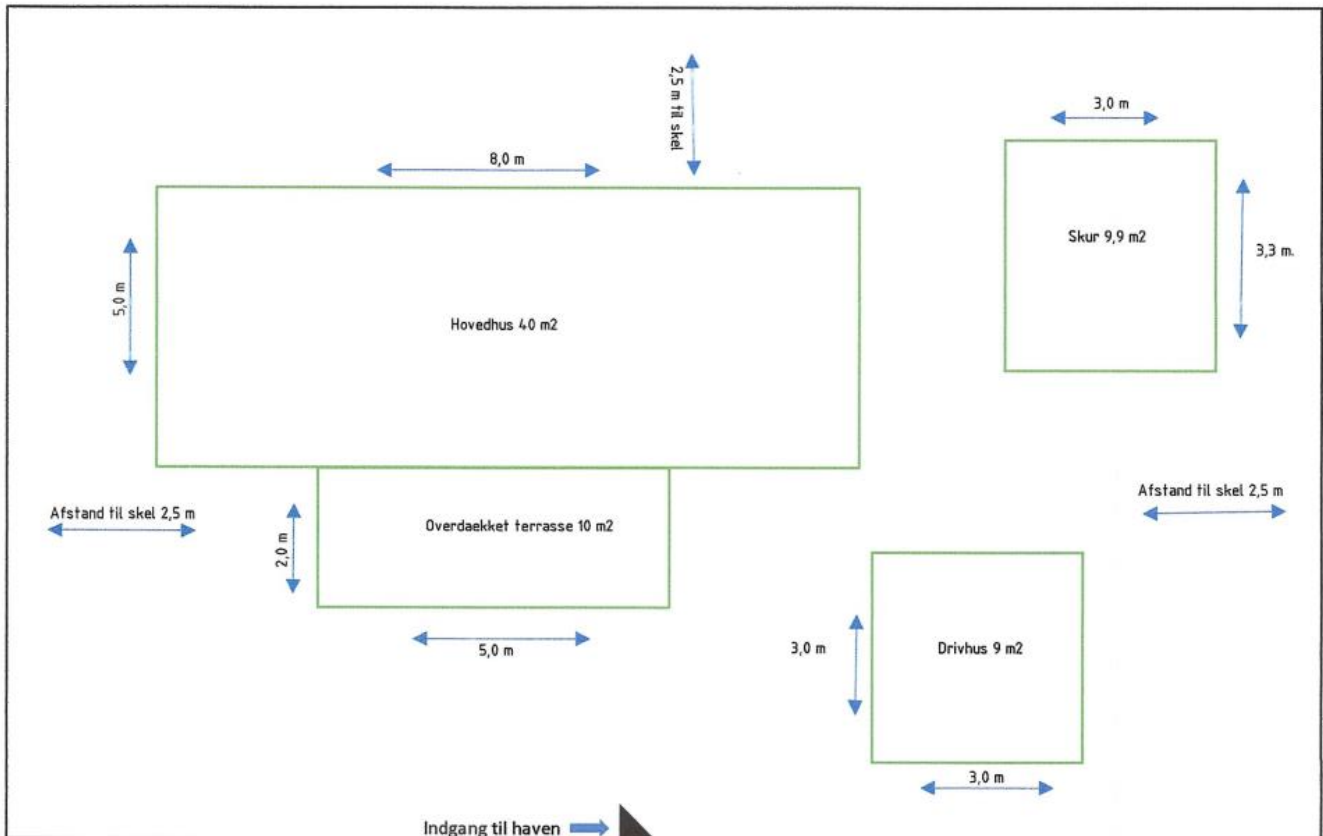 2,5 m til skel
3,0 m
8,0 m
Skur 9,9 m2
3,3 m.
5,0 m
Hovedhus 40 m2
Afstand til skel 2,5 m
Afstand til skel 2,5 m
2,0 m
Overdaekket terrasse 10 m2
5,0 m
3,0 m
Drivhus 9 m2
3,0 m
Indgang til haven